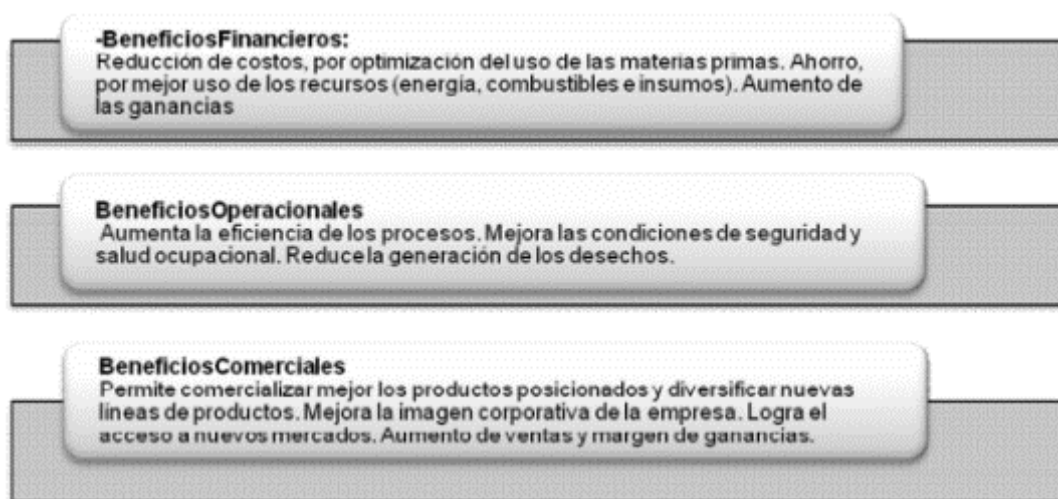 -BeneficiosFinancieros:
Reducción de costos, por optimización del uso de las materias primas. Ahorro,
por mejor uso de los recursos (energía, combustibles e insumos). Aumento de
las ganancias
BeneficiosOperacionales
Aumenta la eficiencia de los procesos. Mejora las condiciones de seguridad y
salud ocupacional. Reduce la generación de los desechos.
BeneficiosComerciales
Permite comercializar mejor los productos posicionados y diversificar nuevas
líneas de productos. Mejora la imagen corporativa de la empresa. Logra el
acceso a nuevos mercados. Aumento de ventas y margen de ganancias.